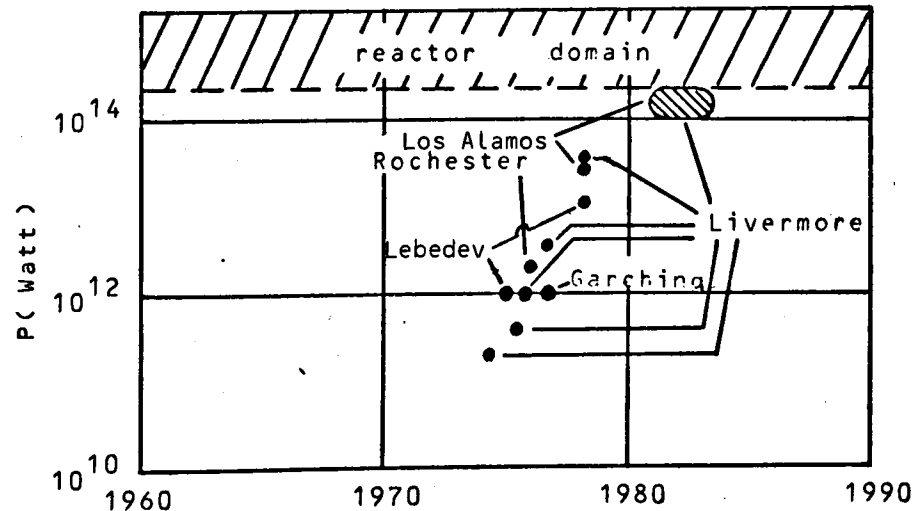 reactor domain
10^14
Los Alamos
Rochester
Livermore
Lebedev
Garching
10^12
P(Watt)
10^10
1960 1970 1980 1990